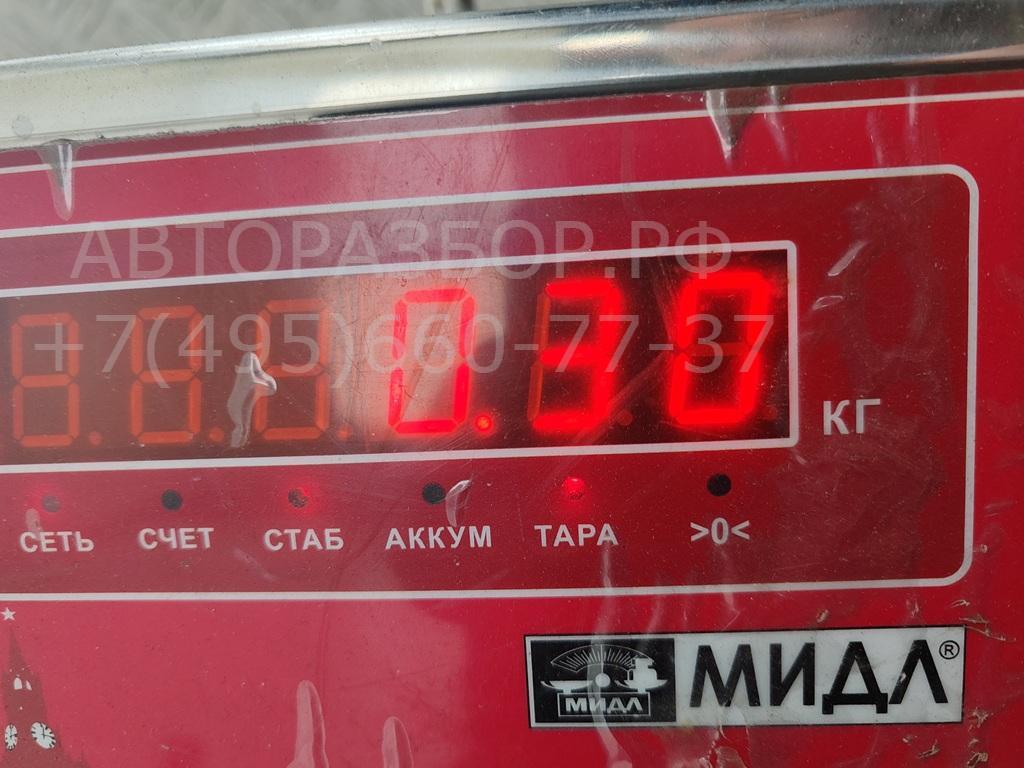 АВТОРАЗБОР.РФ
+7(495)660-77-37
0.30
КГ
СЕТЬ СЧЕТ СТАБ АККУМ ТАРА >0<
МИДЛ МИДЛ®